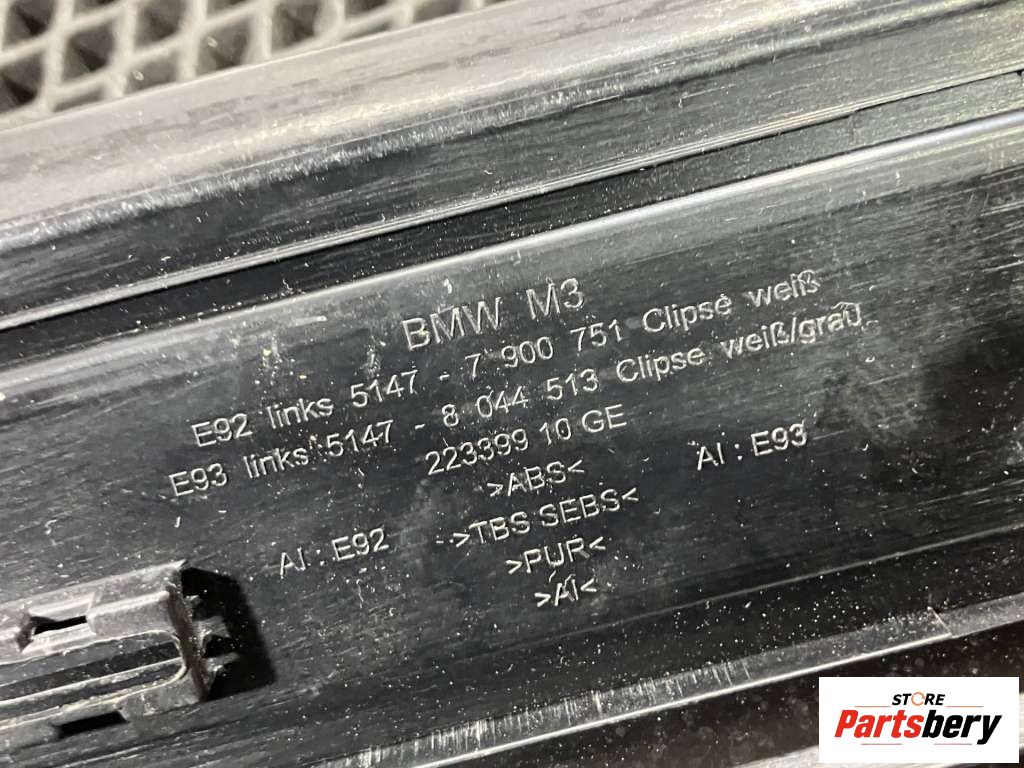 BMW M3
E92 links 5147 - 7 900 751 Clipse weiß
E93 links 5147 - 8 044 513 Clipse weiß/grau
223399 10 GE
>ABS<
AI : E92 >TBS SEBS< AI : E93
>PUR<
>AI<
STORE
Partsbery